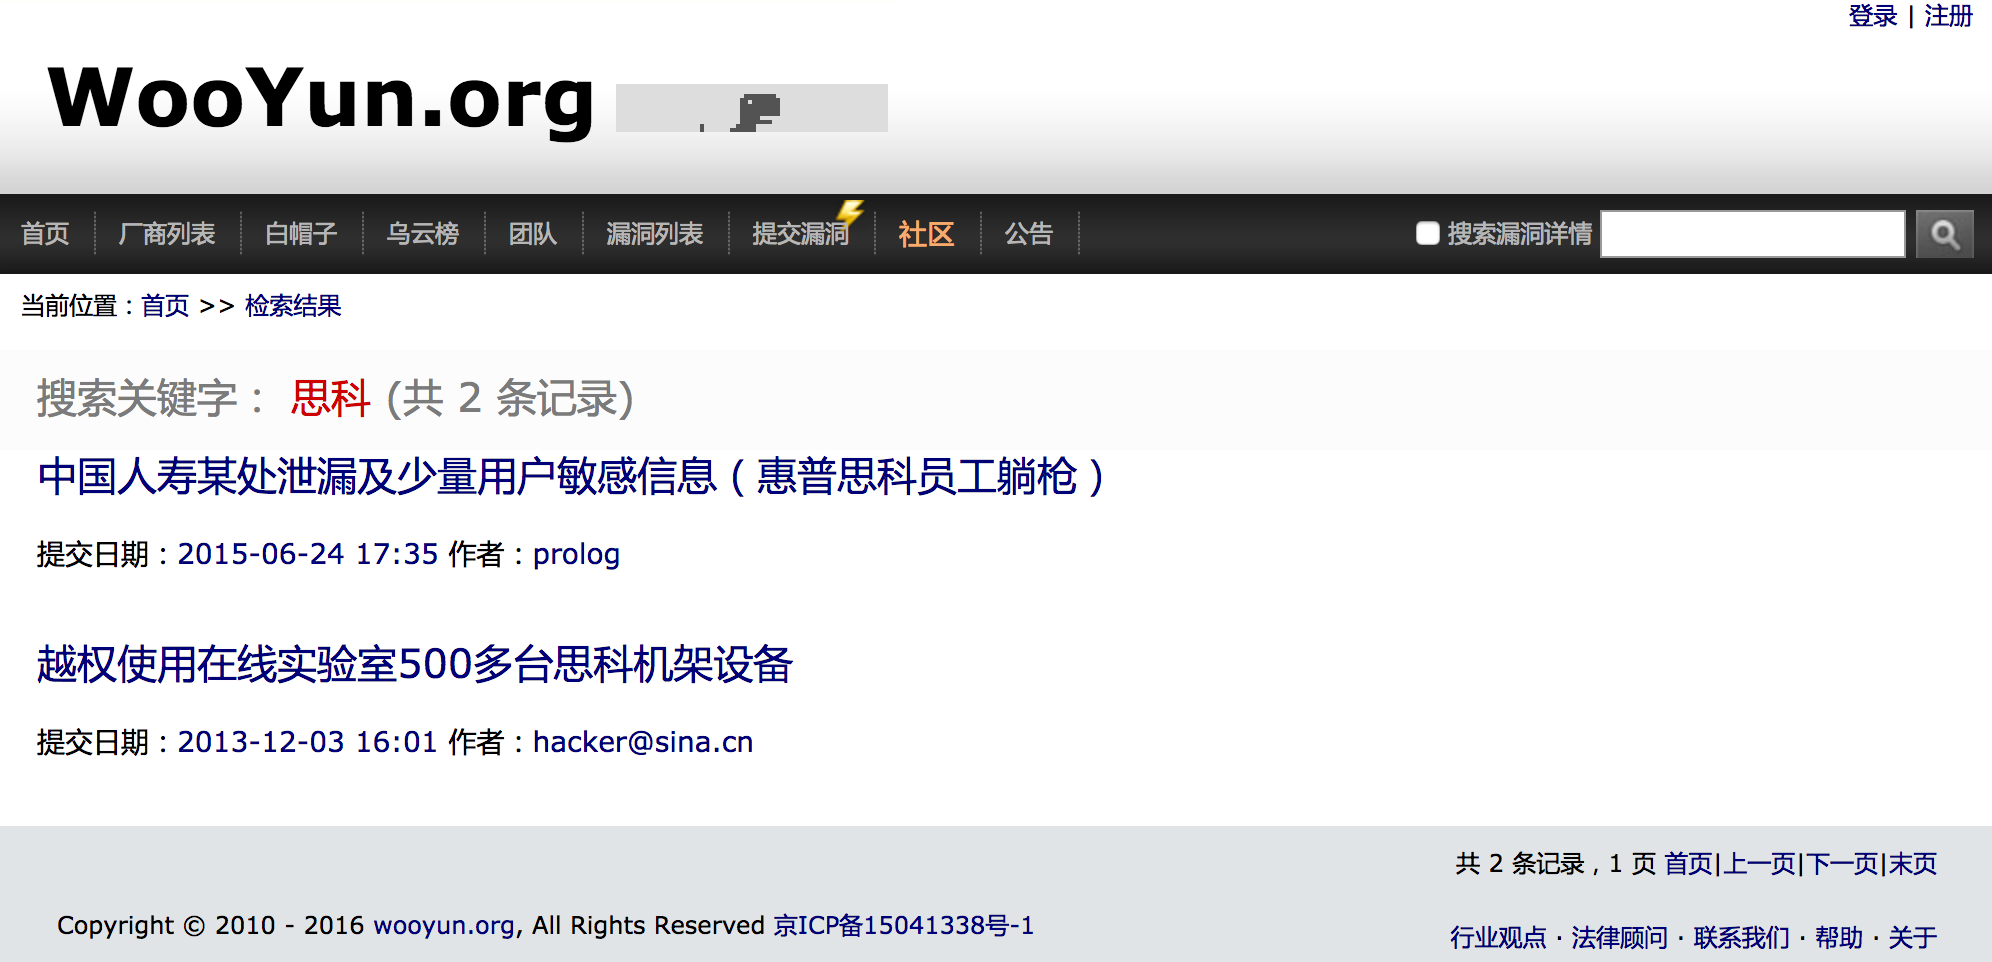 登录 | 注册
WooYun.org
首页 厂商列表 白帽子 乌云榜 团队 漏洞列表 提交漏洞 社区 公告 搜索漏洞详情
当前位置：首页 >> 检索结果
搜索关键字： 思科 (共 2 条记录)
中国人寿某处泄漏及少量用户敏感信息（惠普思科员工躺枪）
提交日期：2015-06-24 17:35 作者：prolog
越权使用在线实验室500多台思科机架设备
提交日期：2013-12-03 16:01 作者：hacker@sina.cn
共 2 条记录，1 页 首页|上一页|下一页|末页
Copyright © 2010 - 2016 wooyun.org, All Rights Reserved 京ICP备15041338号-1
行业观点 · 法律顾问 · 联系我们 · 帮助 · 关于